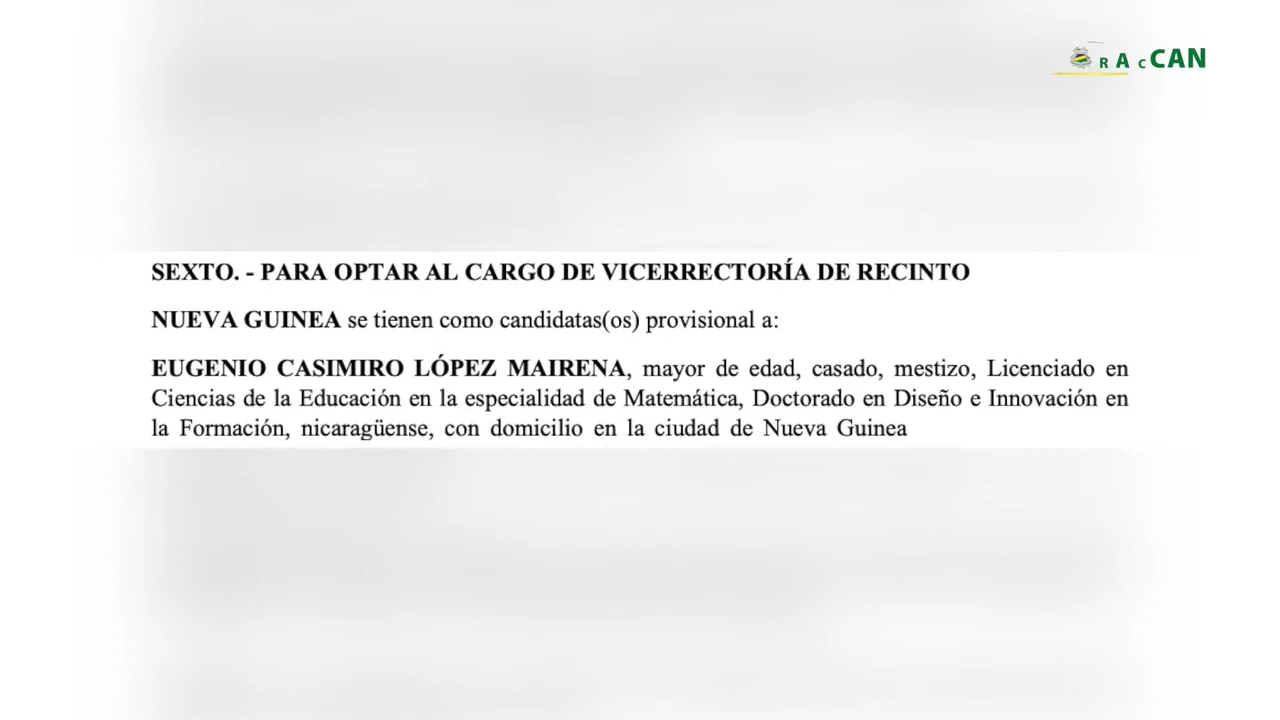 R A c CAN
SEXTO. - PARA OPTAR AL CARGO DE VICERRECTORÍA DE RECINTO
NUEVA GUINEA se tienen como candidatas(os) provisional a:
EUGENIO CASIMIRO LÓPEZ MAIRENA, mayor de edad, casado, mestizo, Licenciado en
Ciencias de la Educación en la especialidad de Matemática, Doctorado en Diseño e Innovación en
la Formación, nicaragüense, con domicilio en la ciudad de Nueva Guinea